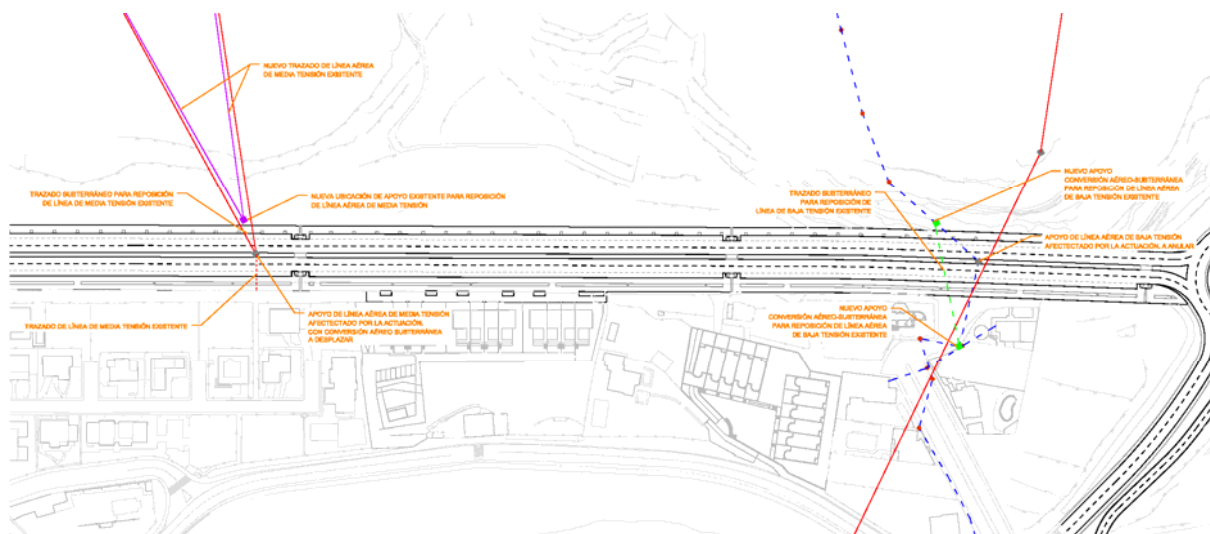 NUEVO TRAZADO DE LÍNEA AÉREA
DE MEDIA TENSIÓN EXISTENTE
TRAZADO SUBTERRÁNEO PARA REPOSICIÓN
DE LÍNEA DE MEDIA TENSIÓN EXISTENTE
NUEVA UBICACIÓN DE APOYO EXISTENTE PARA REPOSICIÓN
DE LÍNEA AÉREA DE MEDIA TENSIÓN
TRAZADO SUBTERRÁNEO
PARA REPOSICIÓN DE
LÍNEA DE BAJA TENSIÓN EXISTENTE
NUEVO APOYO
CONVERSIÓN AÉREO-SUBTERRÁNEA
PARA REPOSICIÓN DE LÍNEA AÉREA
DE BAJA TENSIÓN EXISTENTE
APOYO DE LÍNEA AÉREA DE BAJA TENSIÓN
AFECTECTADO POR LA ACTUACIÓN, A ANULAR
TRAZADO DE LÍNEA DE MEDIA TENSIÓN EXISTENTE
APOYO DE LÍNEA AÉREA DE MEDIA TENSIÓN
AFECTECTADO POR LA ACTUACIÓN,
CON CONVERSIÓN AÉREO SUBTERRÁNEA
A DESPLAZAR
NUEVO APOYO
CONVERSIÓN AÉREO-SUBTERRÁNEA
PARA REPOSICIÓN DE LÍNEA AÉREA
DE BAJA TENSIÓN EXISTENTE